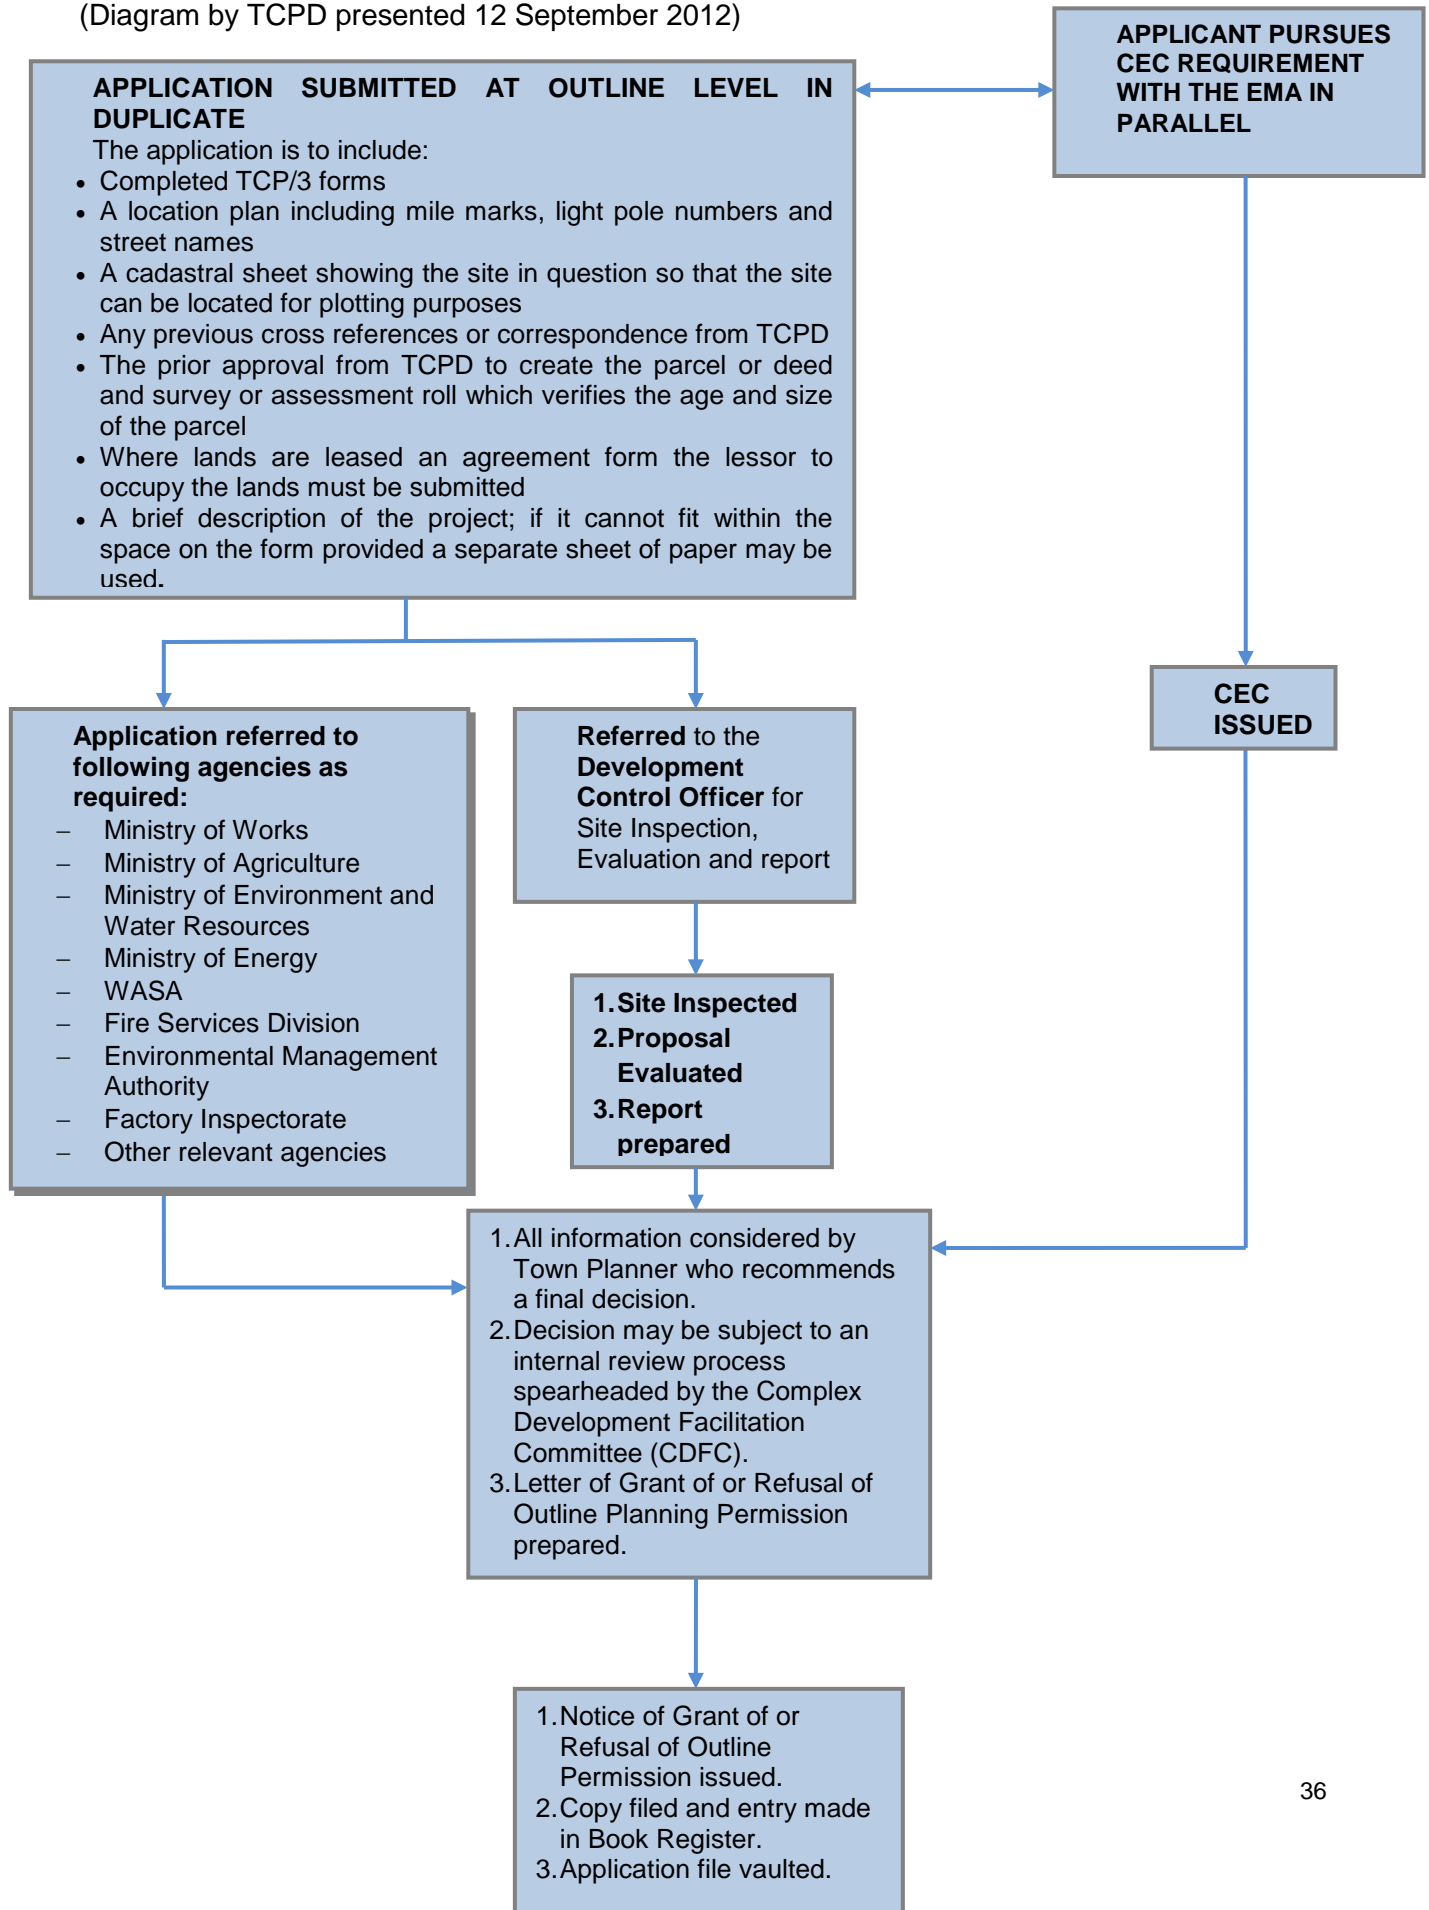 (Diagram by TCPD presented 12 September 2012)
APPLICANT PURSUES
CEC REQUIREMENT
WITH THE EMA IN
PARALLEL
APPLICATION SUBMITTED AT OUTLINE LEVEL IN
DUPLICATE
The application is to include:
• Completed TCP/3 forms
• A location plan including mile marks, light pole numbers and
street names
• A cadastral sheet showing the site in question so that the site
can be located for plotting purposes
• Any previous cross references or correspondence from TCPD
• The prior approval from TCPD to create the parcel or deed
and survey or assessment roll which verifies the age and size
of the parcel
• Where lands are leased an agreement form the lessor to
occupy the lands must be submitted
• A brief description of the project; if it cannot fit within the
space on the form provided a separate sheet of paper may be
used.
CEC
ISSUED
Application referred to
following agencies as
required:
– Ministry of Works
– Ministry of Agriculture
– Ministry of Environment and
Water Resources
– Ministry of Energy
– WASA
– Fire Services Division
– Environmental Management
Authority
– Factory Inspectorate
– Other relevant agencies
Referred to the
Development
Control Officer for
Site Inspection,
Evaluation and report
1. Site Inspected
2. Proposal
Evaluated
3. Report
prepared
1. All information considered by
Town Planner who recommends
a final decision.
2. Decision may be subject to an
internal review process
spearheaded by the Complex
Development Facilitation
Committee (CDFC).
3. Letter of Grant of or Refusal of
Outline Planning Permission
prepared.
1. Notice of Grant of or
Refusal of Outline
Permission issued.
2. Copy filed and entry made
in Book Register.
3. Application file vaulted.
36